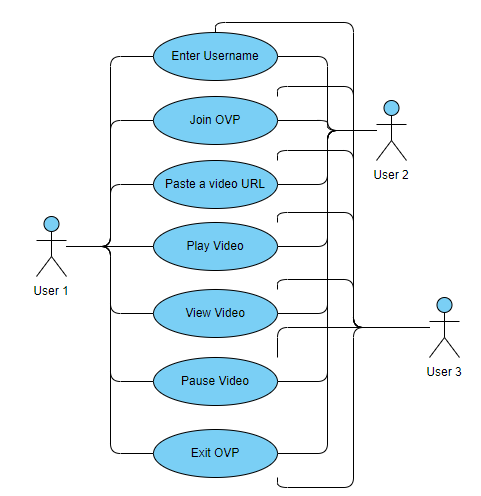 Enter Username
Join OVP
User 2
Paste a video URL
Play Video
User 1
View Video
User 3
Pause Video
Exit OVP